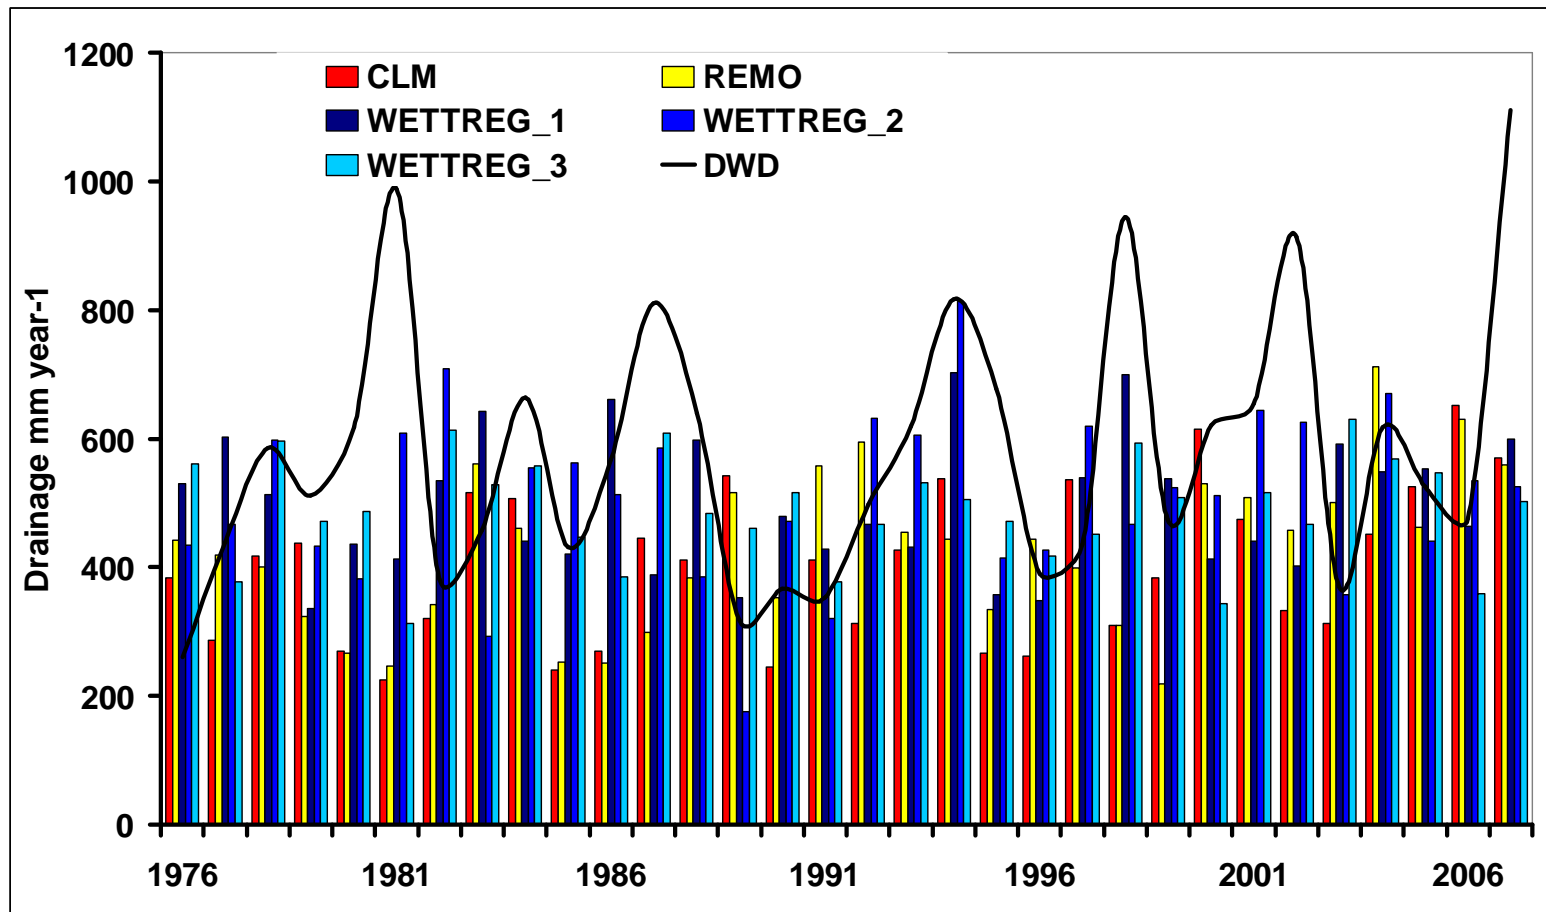 1200
1000
800
600
400
200
0
Drainage mm year-1
CLM
REMO
WETTREG_1
WETTREG_2
WETTREG_3
DWD
1976 1981 1986 1991 1996 2001 2006